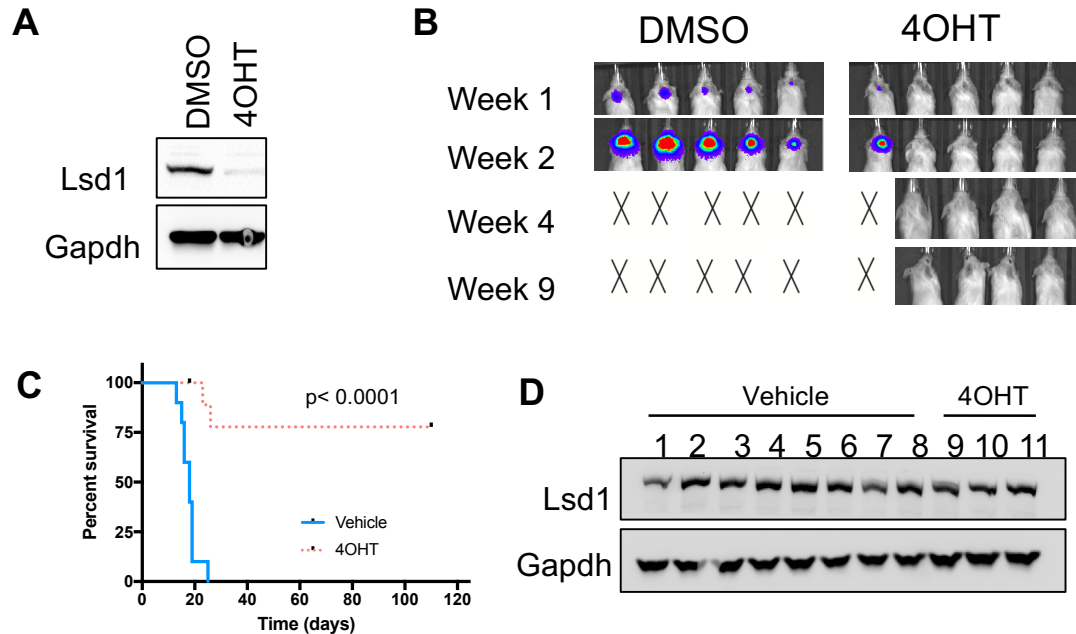 A
DMSO
4OHT
Lsd1
Gapdh
B
DMSO 4OHT
Week 1
Week 2
Week 4
X X X X X X
Week 9
X X X X X X
C
Percent survival
100
75
50
25
0
p< 0.0001
Vehicle
4OHT
0 20 40 60 80 100 120
Time (days)
D
Vehicle 4OHT
1 2 3 4 5 6 7 8 9 10 11
Lsd1
Gapdh